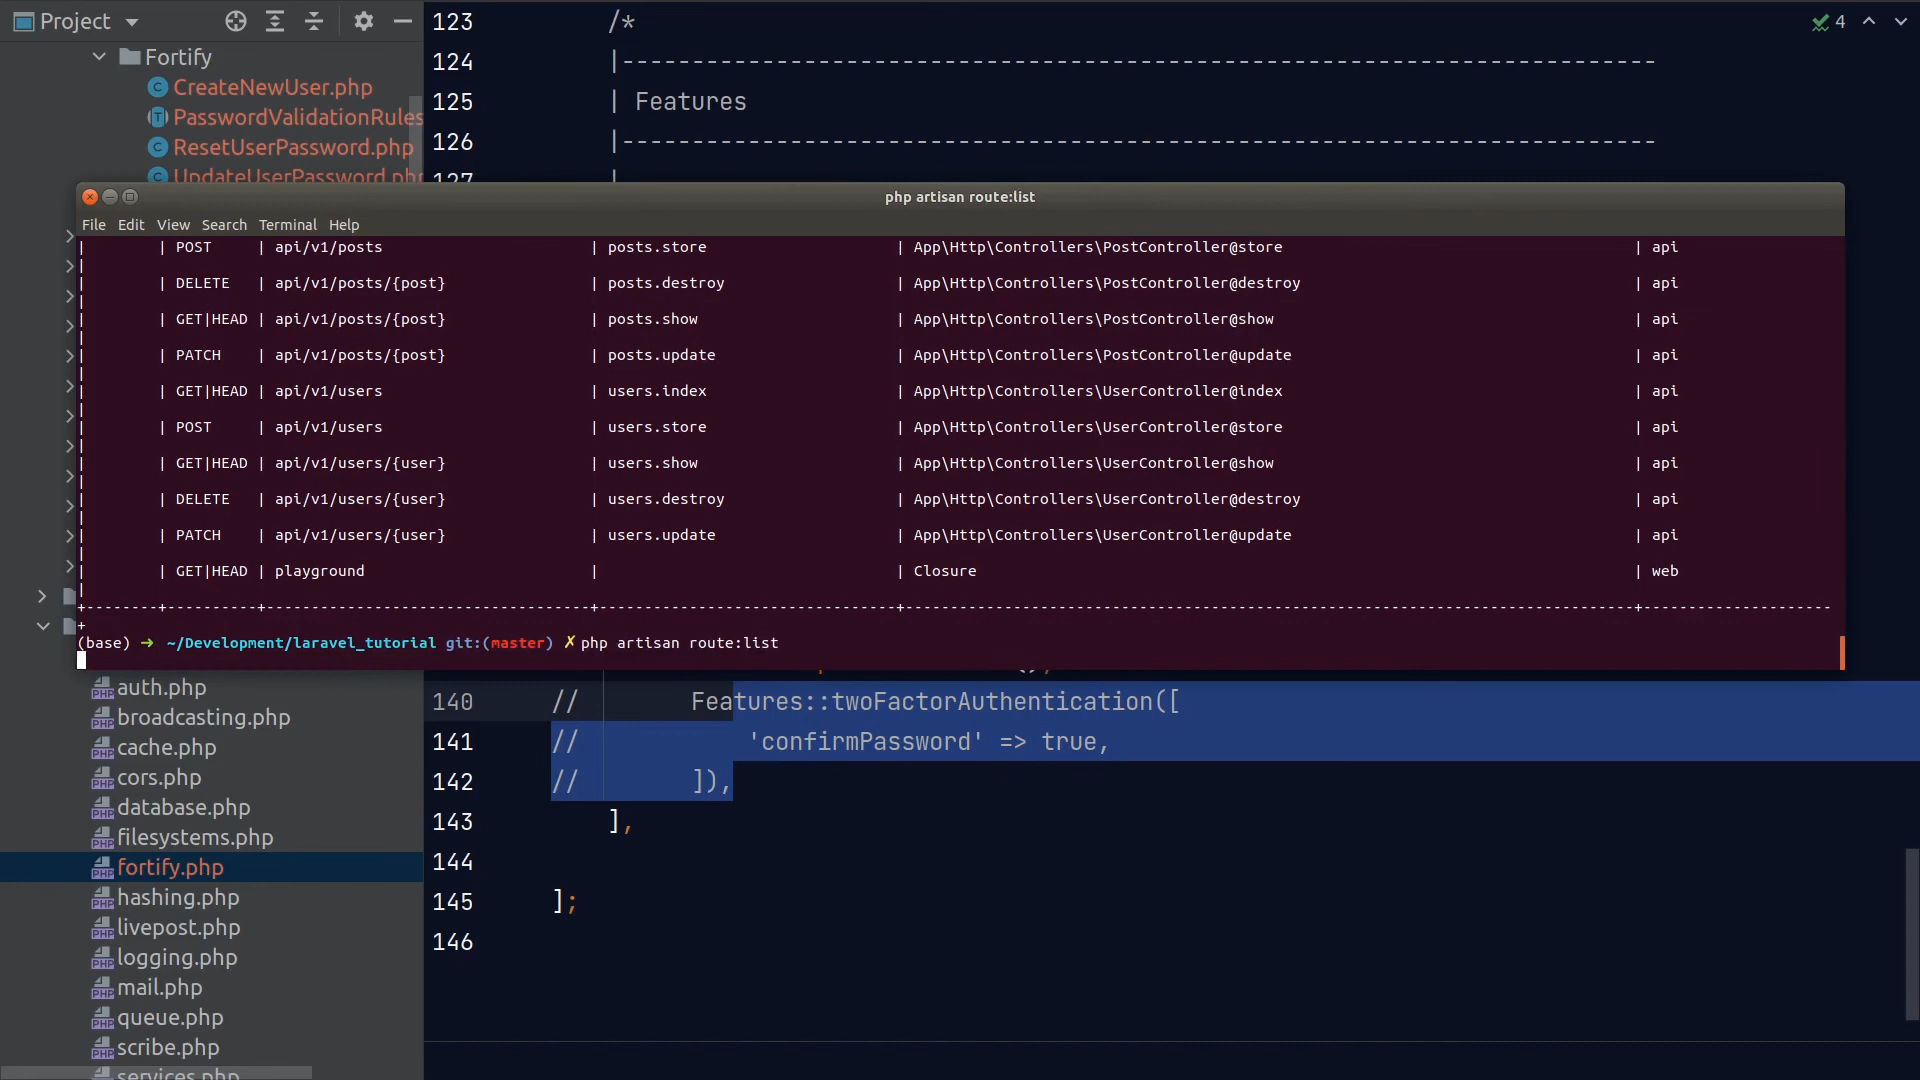 Project
Fortify
CreateNewUser.php
PasswordValidationRules
ResetUserPassword.php
UpdateUserPassword.php
123 /*
124 |--------------------------------------------------------------------------
125 | Features
126 |--------------------------------------------------------------------------
127 |
4
php artisan route:list
File Edit View Search Terminal Help
| | POST | api/v1/posts | posts.store | App\Http\Controllers\PostController@store | api
|
| | DELETE | api/v1/posts/{post} | posts.destroy | App\Http\Controllers\PostController@destroy | api
|
| | GET|HEAD | api/v1/posts/{post} | posts.show | App\Http\Controllers\PostController@show | api
|
| | PATCH | api/v1/posts/{post} | posts.update | App\Http\Controllers\PostController@update | api
|
| | GET|HEAD | api/v1/users | users.index | App\Http\Controllers\UserController@index | api
|
| | POST | api/v1/users | users.store | App\Http\Controllers\UserController@store | api
|
| | GET|HEAD | api/v1/users/{user} | users.show | App\Http\Controllers\UserController@show | api
|
| | DELETE | api/v1/users/{user} | users.destroy | App\Http\Controllers\UserController@destroy | api
|
| | PATCH | api/v1/users/{user} | users.update | App\Http\Controllers\UserController@update | api
|
| | GET|HEAD | playground | | Closure | web
|
+--------+----------+------------------------------------+---------------------------------+---------------------------------------------------------------------------------+---------------------
+
(base) ➜ ~/Development/laravel_tutorial git:(master) ✗ php artisan route:list
auth.php
broadcasting.php
cache.php
cors.php
database.php
filesystems.php
fortify.php
hashing.php
livepost.php
logging.php
mail.php
queue.php
scribe.php
services.php
140 // Features::twoFactorAuthentication([
141 // 'confirmPassword' => true,
142 // ]),
143 ],
144
145 ];
146